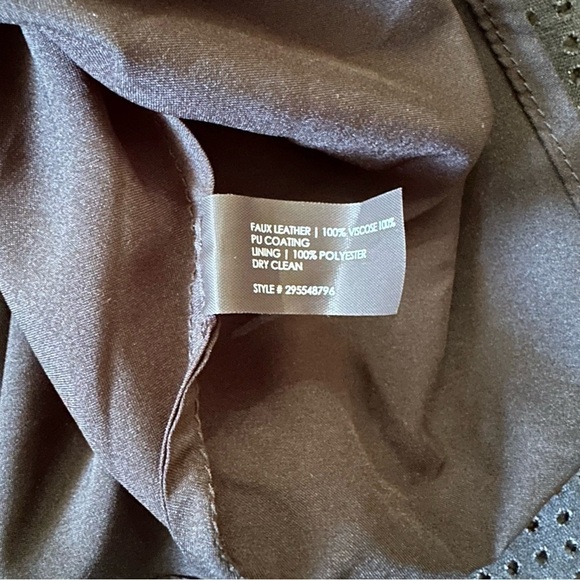 FAUX LEATHER | 100% VISCOSE 100%
PU COATING
LINING | 100% POLYESTER
DRY CLEAN
STYLE # 295548796